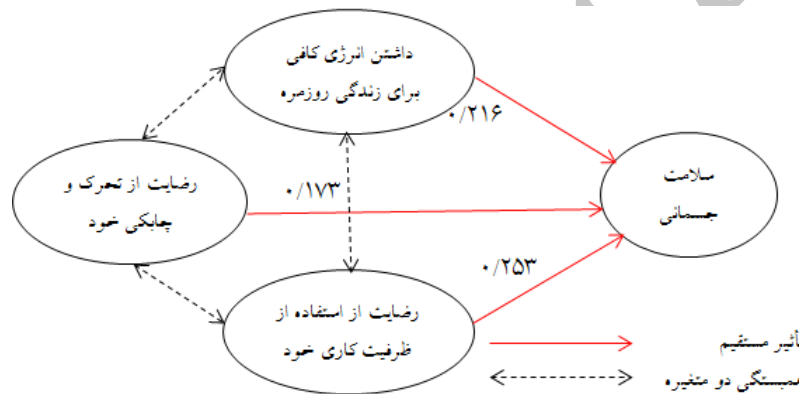 داشتن انرژی کافی
برای زندگی روزمره
۰/۲۱۶
رضایت از تحرک و
چابکی خود
۰/۱۷۳
سلامت
جسمانی
۰/۲۵۳
رضایت از استفاده از
ظرفیت کاری خود
تأثیر مستقیم
همبستگی دو متغیره